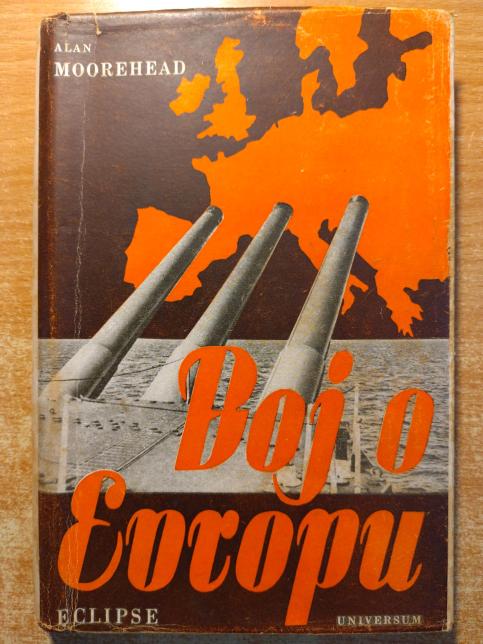 ALAN
MOOREHEAD
Boj o
Evropu
ECLIPSE
UNIVERSUM